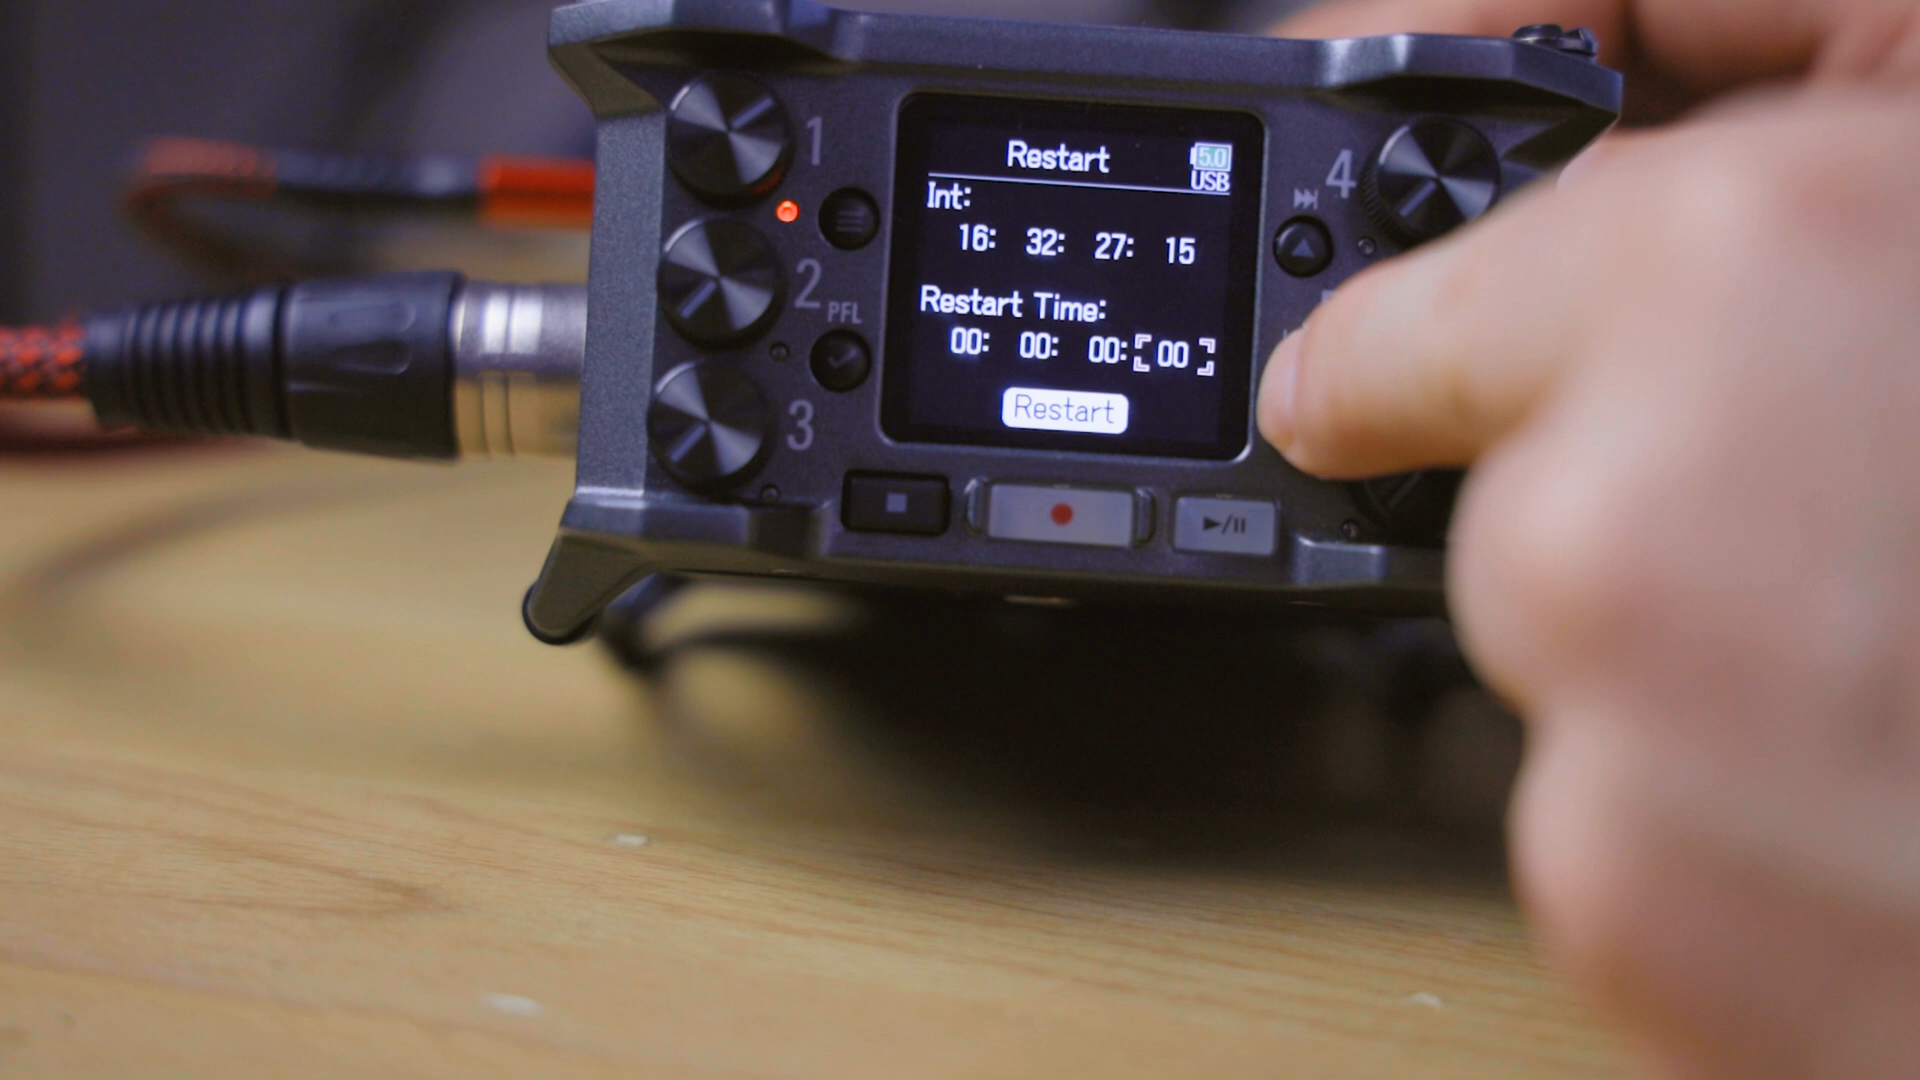 Restart
5.0
USB
Int:
16: 32: 27: 15
Restart Time:
00: 00: 00: 00
Restart
1
2
3
4
PFL